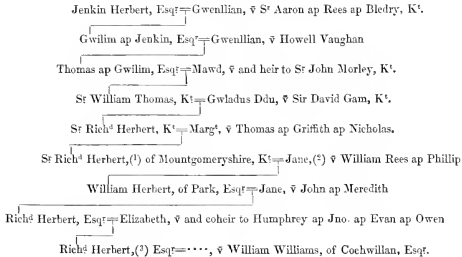 Jenkin Herbert, Esqr=Gwenllian, ṽ Sr Aaron ap Rees ap Bledry, Kt.
Gwilim ap Jenkin, Esqr=Gwenllian, ṽ Howell Vaughan
Thomas ap Gwilim, Esqr=Mawd, ṽ and heir to Sr John Morley, Kt.
Sr William Thomas, Kt=Gwladus Ddu, ṽ Sir David Gam, Kt.
Sr Richd Herbert, Kt=Margt, ṽ Thomas ap Griffith ap Nicholas.
Sr Richd Herbert,(1) of Mountgomeryshire, Kt=Jane,(2) ṽ William Rees ap Phillip
William Herbert, of Park, Esqr=Jane, ṽ John ap Meredith
Richd Herbert, Esqr=Elizabeth, ṽ and coheir to Humphrey ap Jno. ap Evan ap Owen
Richd Herbert,(3) Esqr=····, ṽ William Williams, of Cochwillan, Esqr.